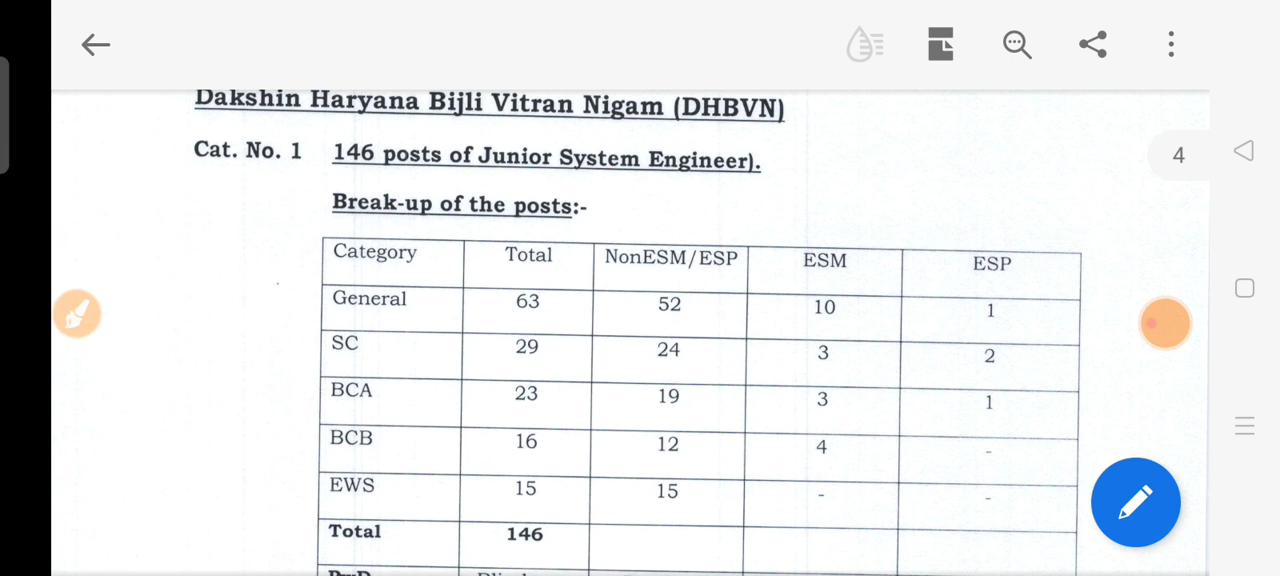 4
Dakshin Haryana Bijli Vitran Nigam (DHBVN)
Cat. No. 1 146 posts of Junior System Engineer).
Break-up of the posts:-
Category Total NonESM/ESP ESM ESP
General 63 52 10 1
SC 29 24 3 2
BCA 23 19 3 1
BCB 16 12 4 -
EWS 15 15 - -
Total 146